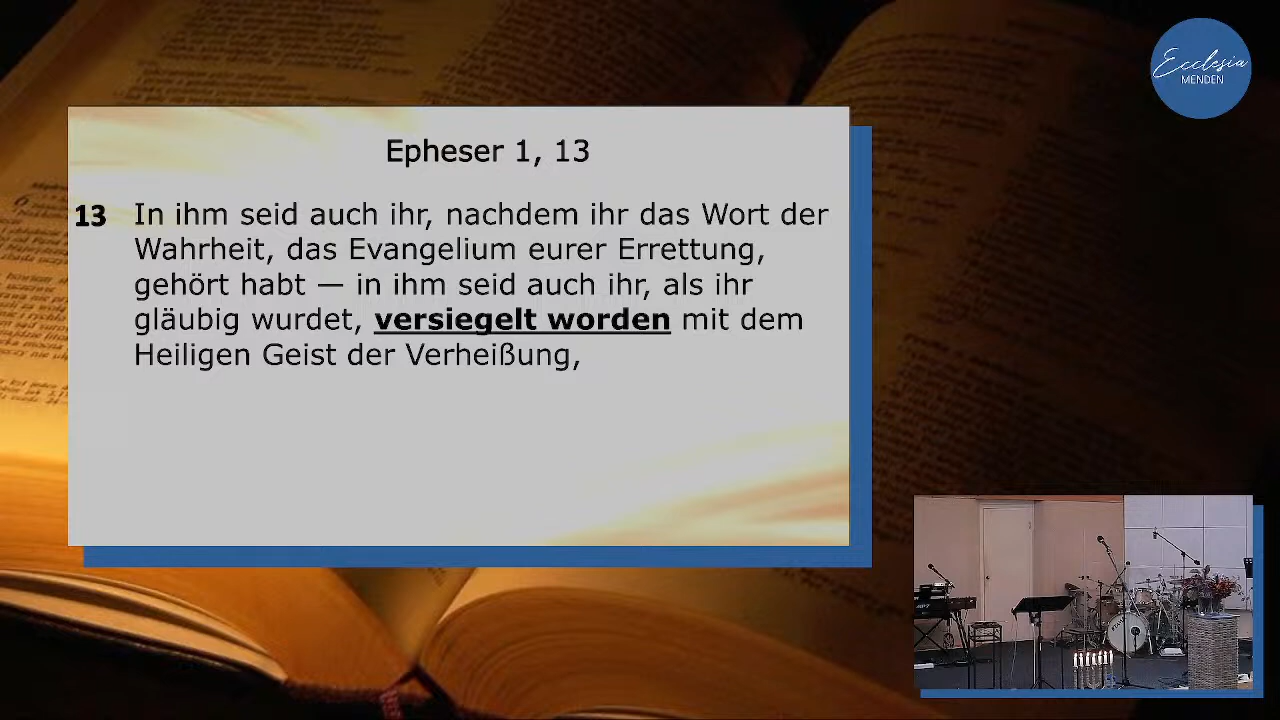 Ecclesia
MENDEN
Epheser 1, 13
13 In ihm seid auch ihr, nachdem ihr das Wort der
Wahrheit, das Evangelium eurer Errettung,
gehört habt — in ihm seid auch ihr, als ihr
gläubig wurdet, versiegelt worden mit dem
Heiligen Geist der Verheißung,